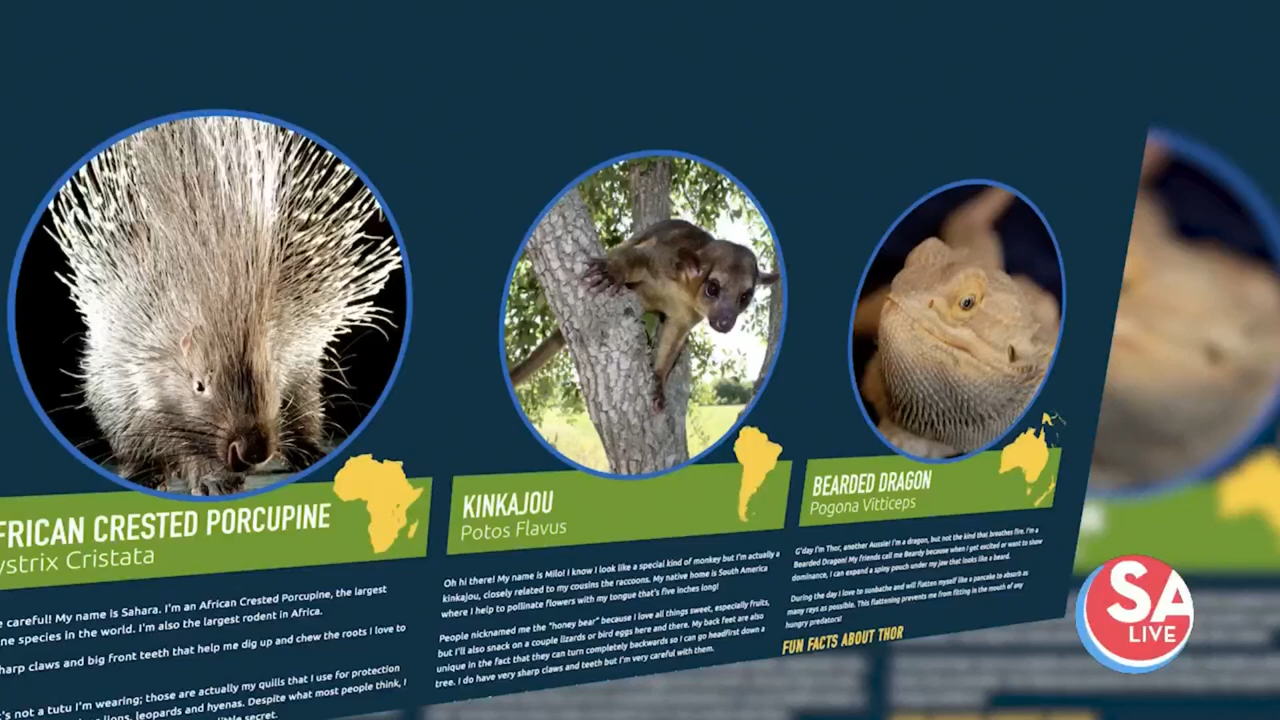 FRICAN CRESTED PORCUPINE
ystrix Cristata
careful! My name is Sahara. I'm an African Crested Porcupine, the largest
species in the world. I'm also the largest rodent in Africa.
harp claws and big front teeth that help me dig up and chew the roots I love to
's not a tutu I'm wearing; those are actually my quills that I use for protection
lions, leopards and hyenas. Despite what most people think, I
secret.
KINKAJOU
Potos Flavus
Oh hi there! My name is Milo! I know I look like a special kind of monkey but I'm actually a
kinkajou, closely related to my cousins the raccoons. My native home is South America
where I help to pollinate flowers with my tongue that's five inches long!
People nicknamed me the "honey bear" because I love all things sweet, especially fruits,
but I'll also snack on a couple lizards or bird eggs here and there. My back feet are also
unique in the fact that they can turn completely backwards so I can go headfirst down a
tree. I do have very sharp claws and teeth but I'm very careful with them.
BEARDED DRAGON
Pogona Vitticeps
G'day I'm Thor, another Aussie! I'm a dragon, but not the kind that breathes fire. I'm a
Bearded Dragon! My friends call me Beardy because when I get excited or want to show
dominance, I can expand a spiny pouch under my jaw that looks like a beard.
During the day I love to sunbathe and will flatten myself like a pancake to absorb as
many rays as possible. This flattening prevents me from fitting in the mouth of any
hungry predators!
FUN FACTS ABOUT THOR
SA
LIVE